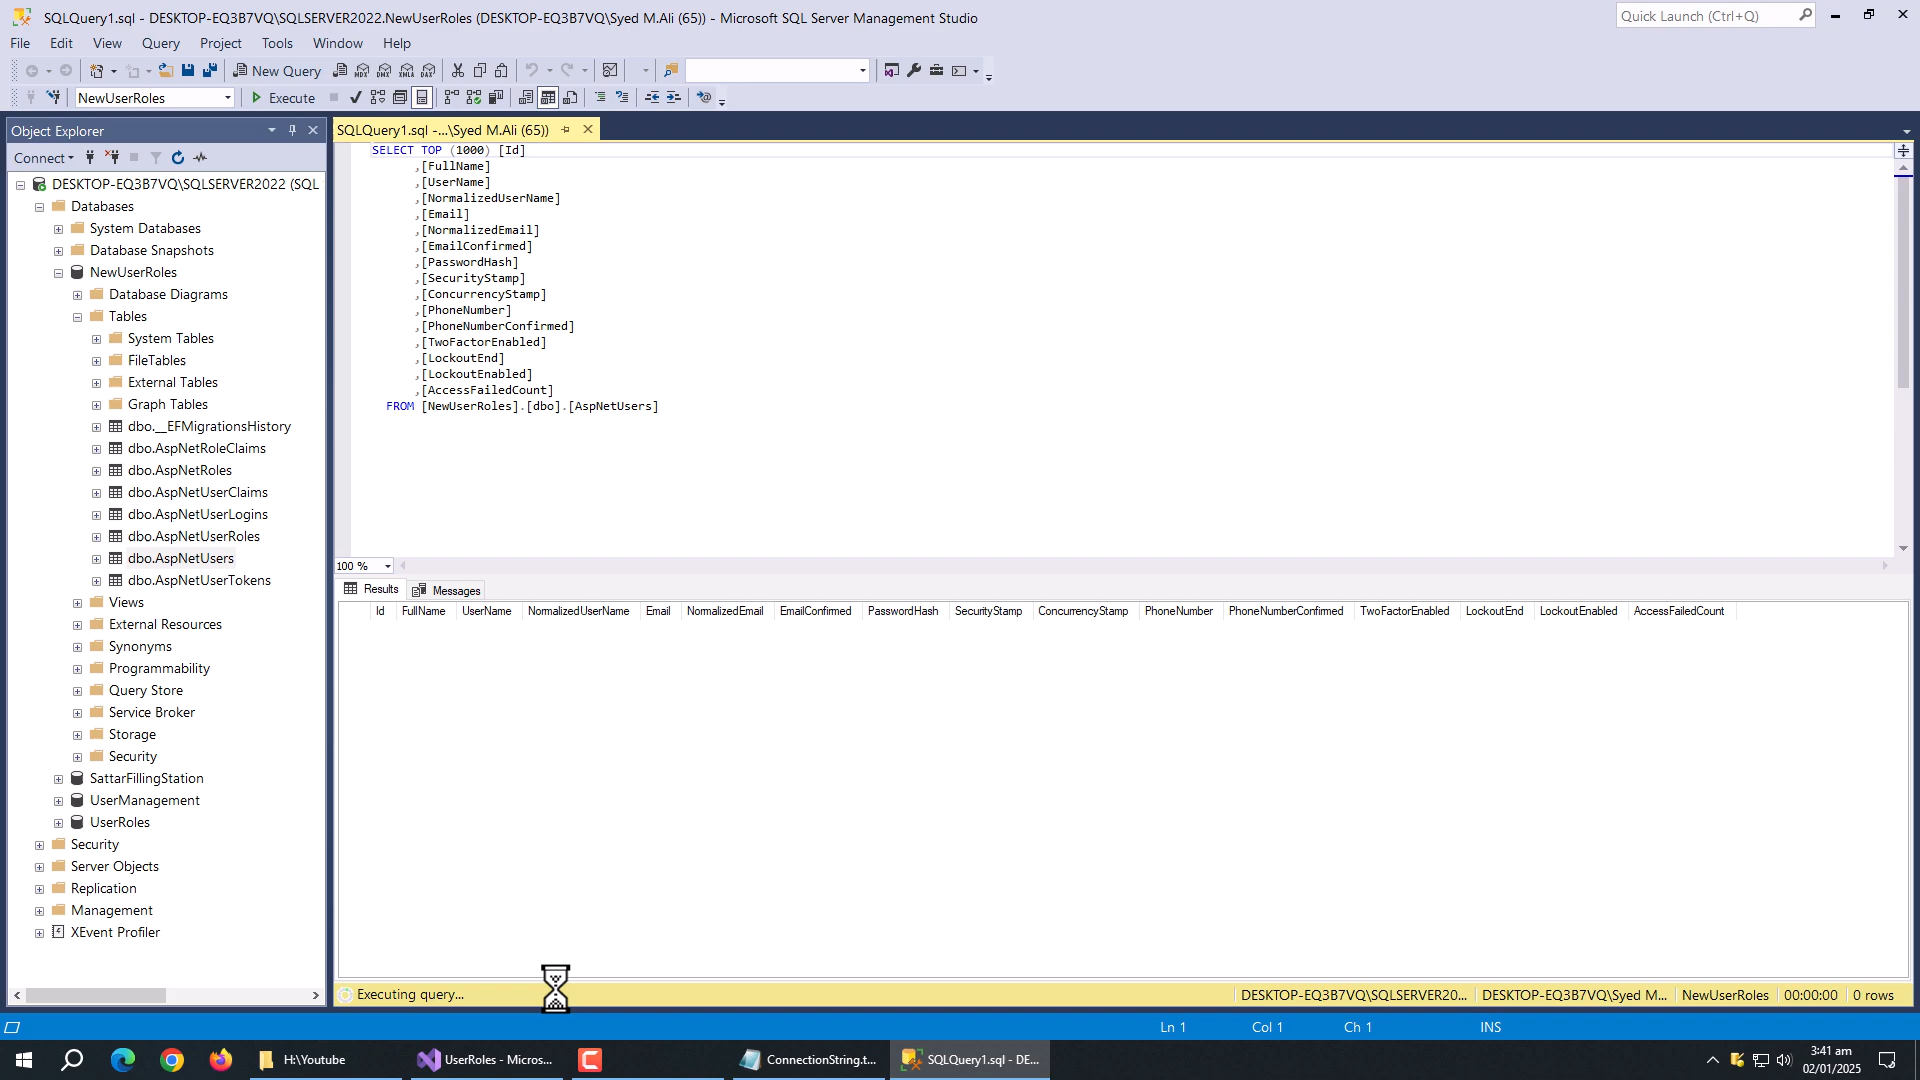 SQLQuery1.sql - DESKTOP-EQ3B7VQ\SQLSERVER2022.NewUserRoles (DESKTOP-EQ3B7VQ\Syed M.Ali (65)) - Microsoft SQL Server Management Studio
Quick Launch (Ctrl+Q)
File Edit View Query Project Tools Window Help
New Query
MDX DMX XMLA DAX
NewUserRoles
Execute
Object Explorer
SQLQuery1.sql -...\Syed M.Ali (65))
Connect
DESKTOP-EQ3B7VQ\SQLSERVER2022 (SQL
Databases
System Databases
Database Snapshots
NewUserRoles
Database Diagrams
Tables
System Tables
FileTables
External Tables
Graph Tables
dbo.__EFMigrationsHistory
dbo.AspNetRoleClaims
dbo.AspNetRoles
dbo.AspNetUserClaims
dbo.AspNetUserLogins
dbo.AspNetUserRoles
dbo.AspNetUsers
dbo.AspNetUserTokens
Views
External Resources
Synonyms
Programmability
Query Store
Service Broker
Storage
Security
SattarFillingStation
UserManagement
UserRoles
Security
Server Objects
Replication
Management
XEvent Profiler
SELECT TOP (1000) [Id]
,[FullName]
,[UserName]
,[NormalizedUserName]
,[Email]
,[NormalizedEmail]
,[EmailConfirmed]
,[PasswordHash]
,[SecurityStamp]
,[ConcurrencyStamp]
,[PhoneNumber]
,[PhoneNumberConfirmed]
,[TwoFactorEnabled]
,[LockoutEnd]
,[LockoutEnabled]
,[AccessFailedCount]
FROM [NewUserRoles].[dbo].[AspNetUsers]
100 %
Results Messages
Id FullName UserName NormalizedUserName Email NormalizedEmail EmailConfirmed PasswordHash SecurityStamp ConcurrencyStamp PhoneNumber PhoneNumberConfirmed TwoFactorEnabled LockoutEnd LockoutEnabled AccessFailedCount
Executing query...
DESKTOP-EQ3B7VQ\SQLSERVER20... DESKTOP-EQ3B7VQ\Syed M... NewUserRoles 00:00:00 0 rows
Ln 1 Col 1 Ch 1 INS
H:\Youtube
UserRoles - Micros...
ConnectionString.t...
SQLQuery1.sql - DE...
3:41 am
02/01/2025